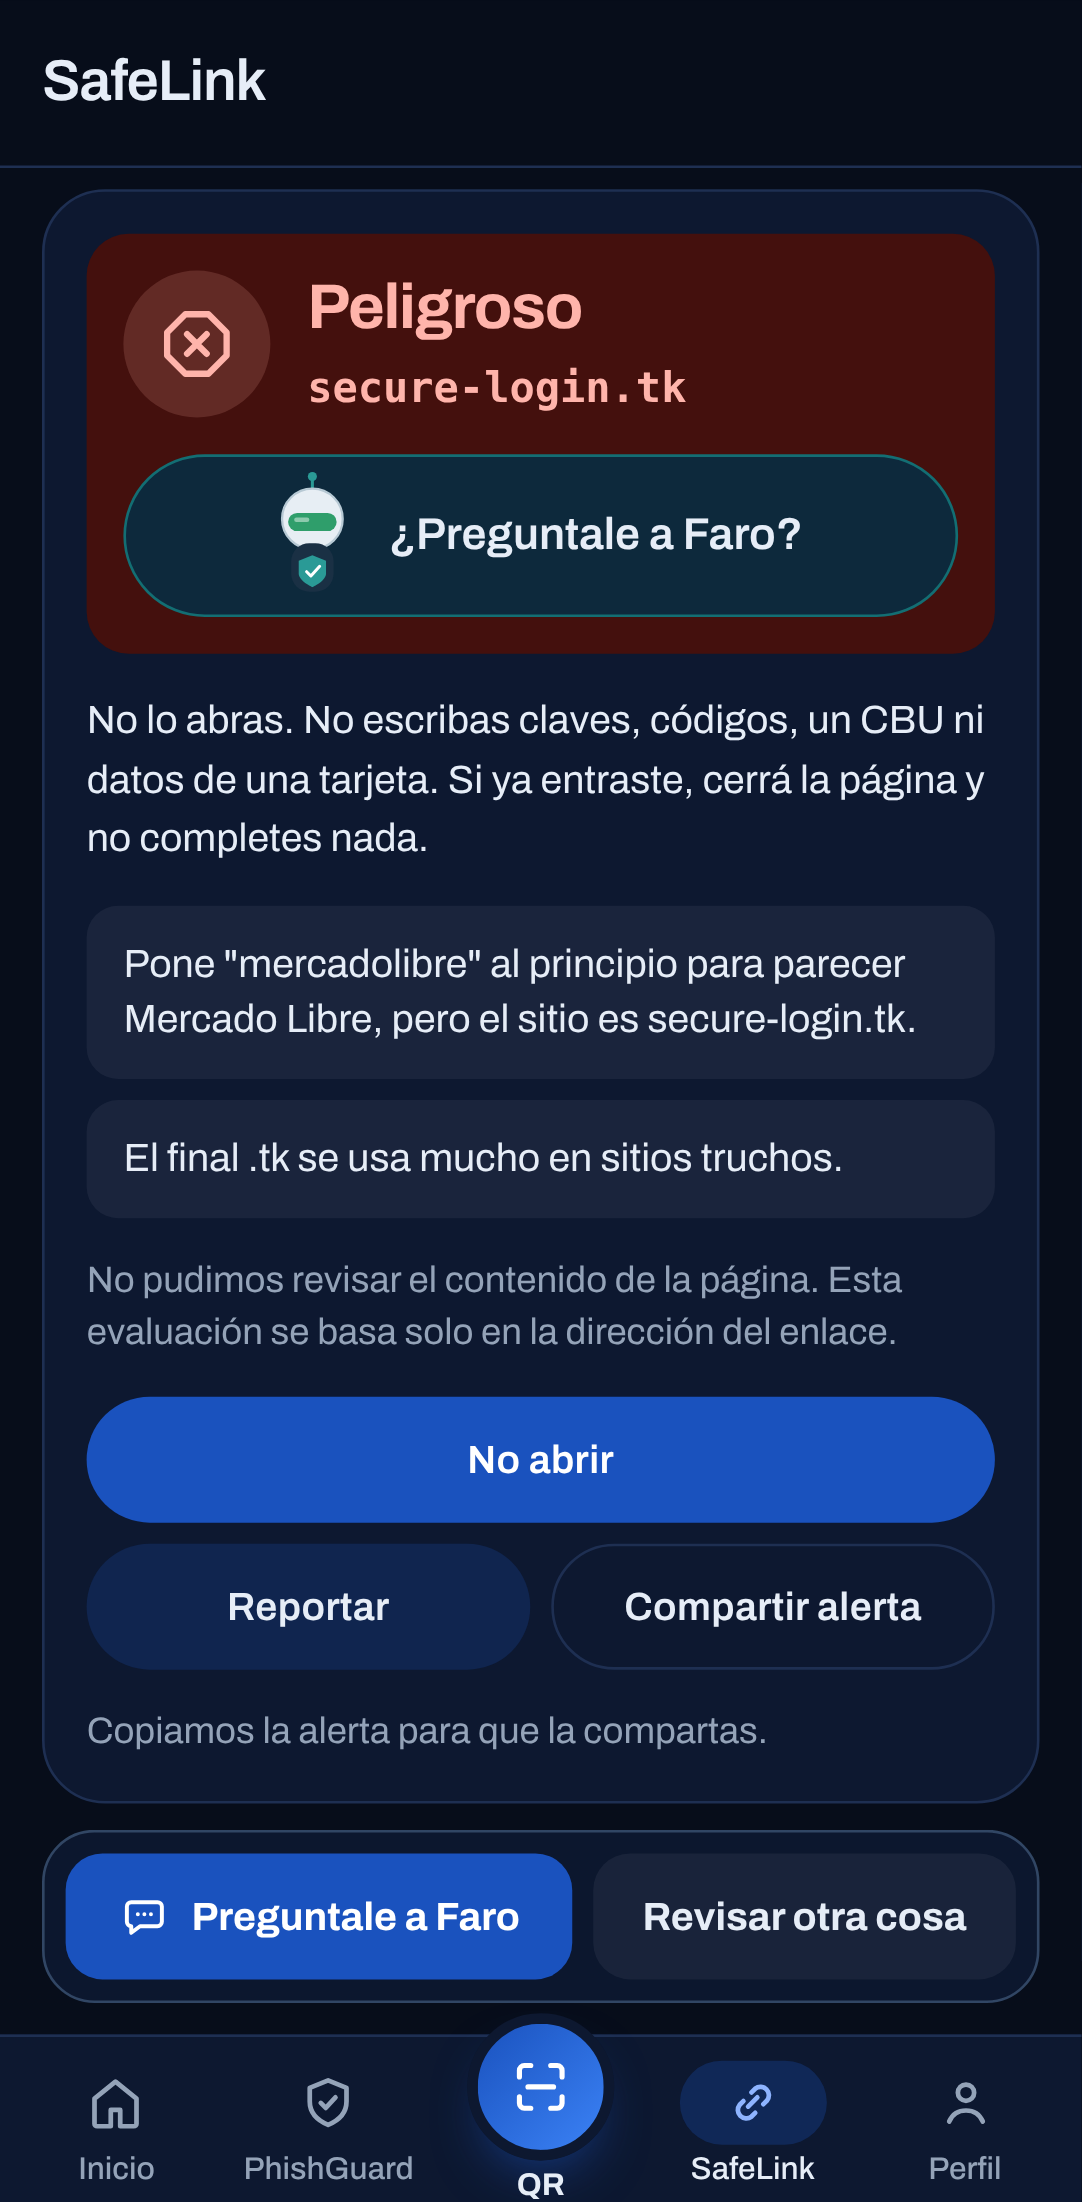 SafeLink
Peligroso
secure-login.tk
¿Preguntale a Faro?
No lo abras. No escribas claves, códigos, un CBU ni
datos de una tarjeta. Si ya entraste, cerrá la página y
no completes nada.
Pone "mercadolibre" al principio para parecer
Mercado Libre, pero el sitio es secure-login.tk.
El final .tk se usa mucho en sitios truchos.
No pudimos revisar el contenido de la página. Esta
evaluación se basa solo en la dirección del enlace.
No abrir
Reportar
Compartir alerta
Copiamos la alerta para que la compartas.
Preguntale a Faro
Revisar otra cosa
Inicio
PhishGuard
QR
SafeLink
Perfil